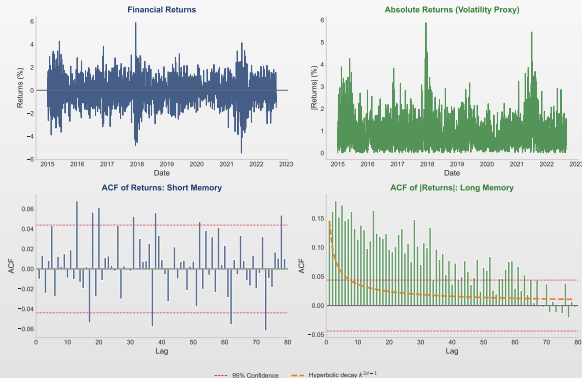 Financial Returns
Returns (%)
6
4
2
0
−2
−4
−6
2015 2016 2017 2018 2019 2020 2021 2022 2023
Date
Absolute Returns (Volatility Proxy)
|Returns| (%)
6
5
4
3
2
1
0
2015 2016 2017 2018 2019 2020 2021 2022 2023
Date
ACF of Returns: Short Memory
ACF
0.06
0.04
0.02
0.00
−0.02
−0.04
−0.06
0 10 20 30 40 50 60 70 80
Lag
ACF of |Returns|: Long Memory
ACF
0.15
0.10
0.05
0.00
−0.05
0 10 20 30 40 50 60 70 80
Lag
95% Confidence Hyperbolic decay k^{2d−1}